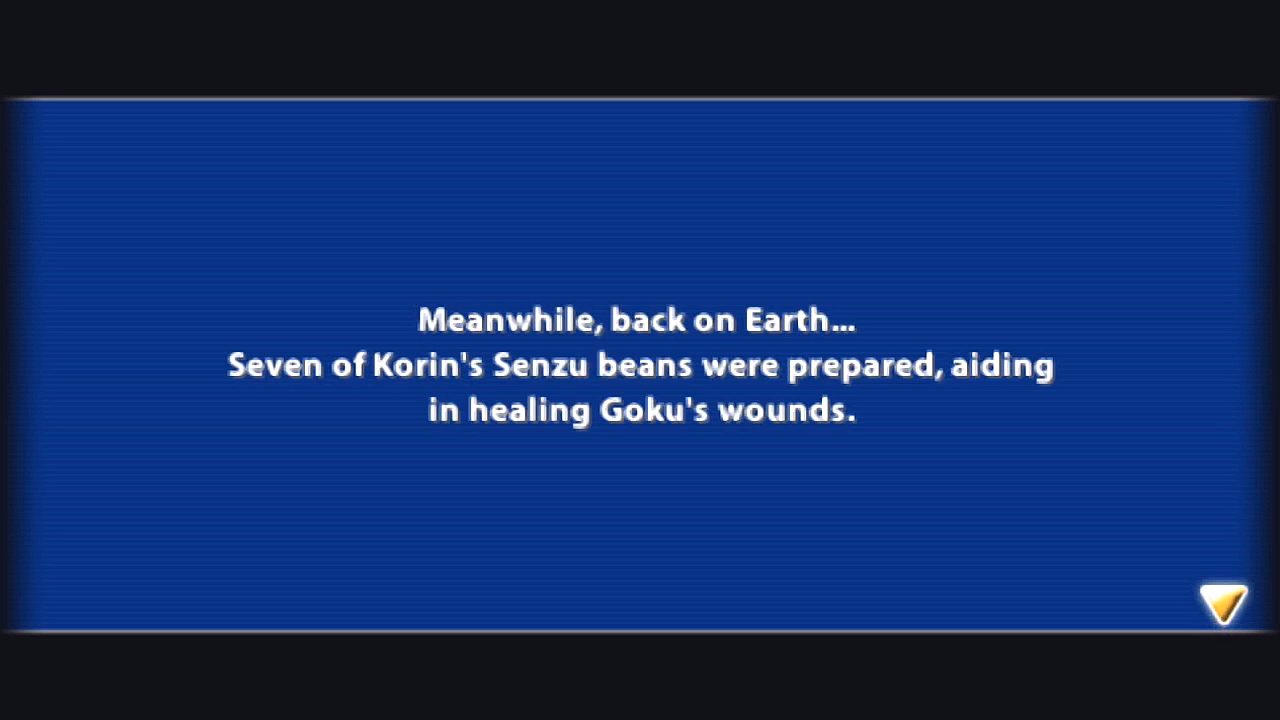 Meanwhile, back on Earth...
Seven of Korin's Senzu beans were prepared, aiding
in healing Goku's wounds.